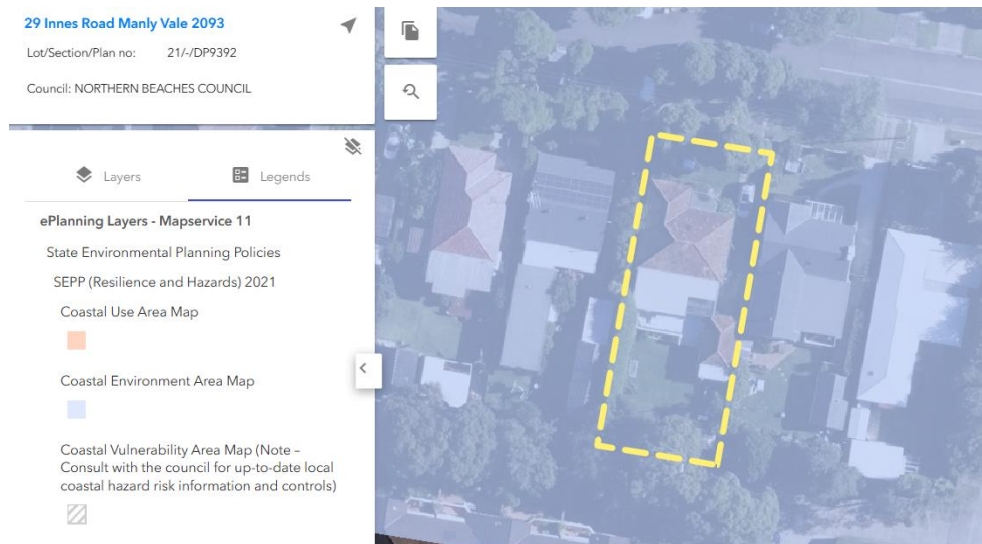 29 Innes Road Manly Vale 2093
Lot/Section/Plan no: 21/-/DP9392
Council: NORTHERN BEACHES COUNCIL
Layers
Legends
ePlanning Layers - Mapservice 11
State Environmental Planning Policies
SEPP (Resilience and Hazards) 2021
Coastal Use Area Map
Coastal Environment Area Map
Coastal Vulnerability Area Map (Note –
Consult with the council for up-to-date local
coastal hazard risk information and controls)